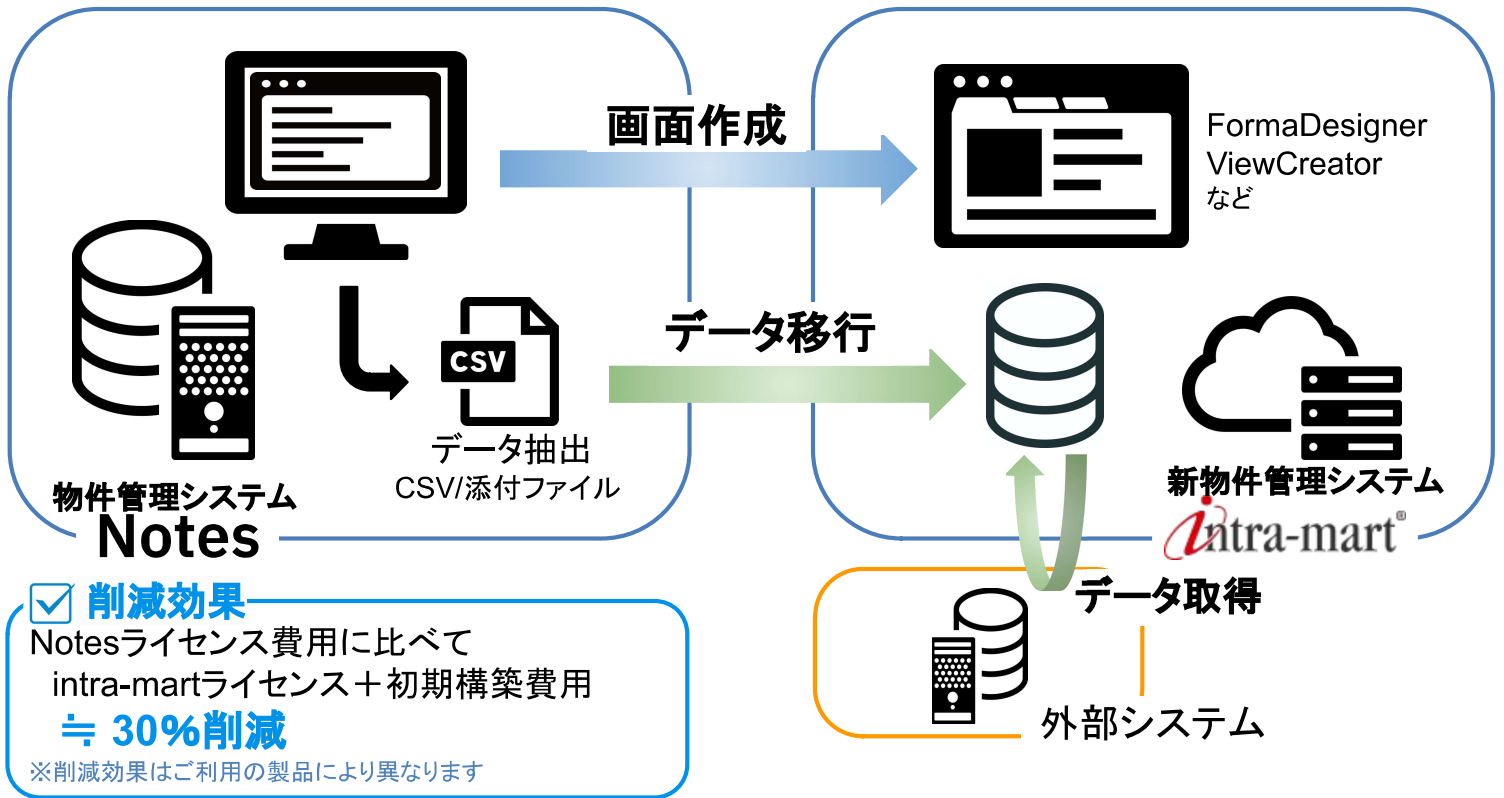 画面作成
FormaDesigner
ViewCreator
など
データ移行
CSV
データ抽出
CSV/添付ファイル
物件管理システム
Notes
新物件管理システム
intra-mart®
削減効果
Notesライセンス費用に比べて
intra-martライセンス＋初期構築費用
≒ 30%削減
※削減効果はご利用の製品により異なります
データ取得
外部システム